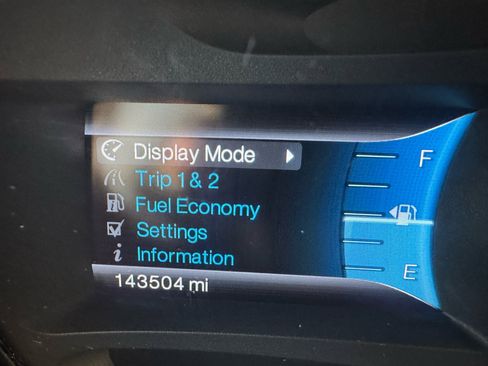 Display Mode
Trip 1 & 2
Fuel Economy
Settings
Information
143504 mi
F
E